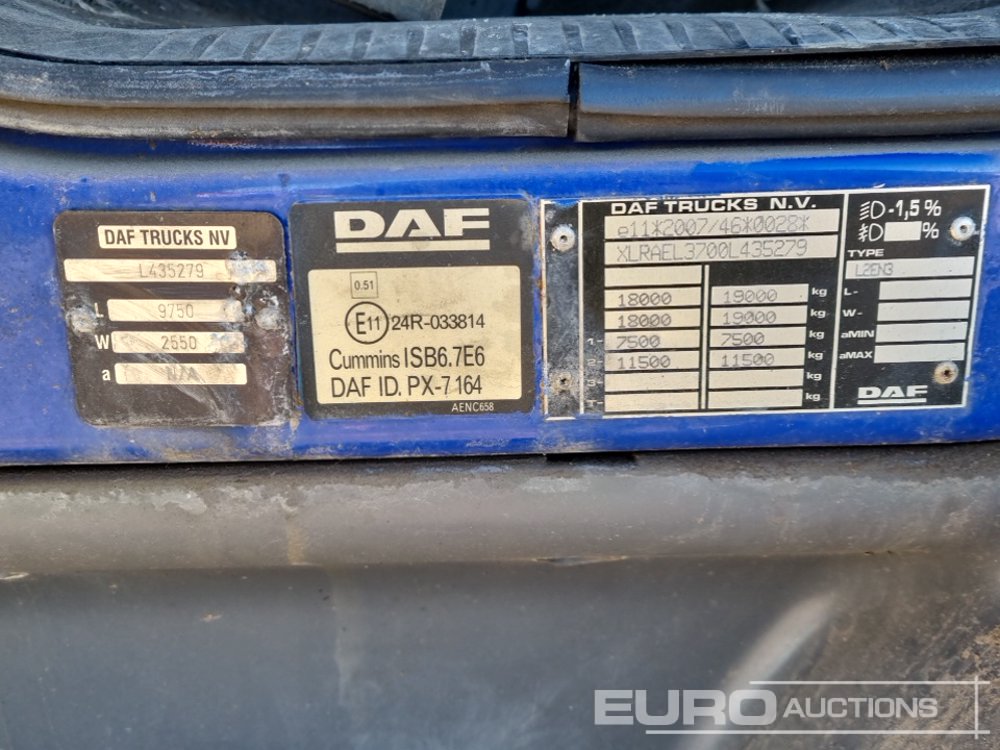 DAF TRUCKS NV
L435279
L 9750
W 2550
a N/A
DAF
0.51
E11 24R-033814
Cummins ISB6.7E6
DAF ID. PX-7 164
AENC658
DAF TRUCKS N.V.
e11*2007/46*0028*
XLRAEL3700L435279
18000 19000 kg
18000 19000 kg
1- 7500 7500 kg
2- 11500 11500 kg
3- kg
T- kg
-1,5 %
%
TYPE
L2EN3
L-
W-
aMIN
aMAX
DAF
EURO AUCTIONS